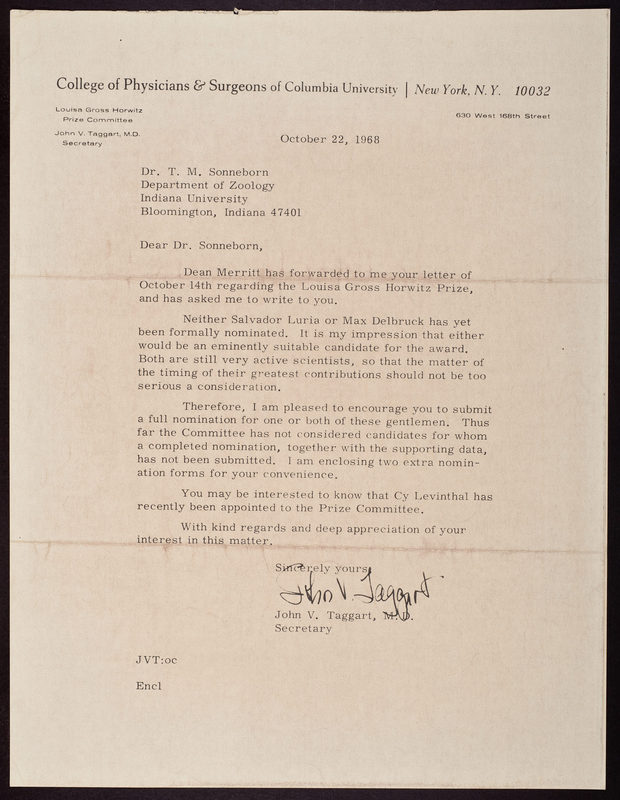 College of Physicians & Surgeons of Columbia University | New York, N. Y. 10032
Louisa Gross Horwitz
Prize Committee
630 West 168th Street
John V. Taggart, M.D.
Secretary
October 22, 1968
Dr. T. M. Sonneborn
Department of Zoology
Indiana University
Bloomington, Indiana 47401
Dear Dr. Sonneborn,
Dean Merritt has forwarded to me your letter of
October 14th regarding the Louisa Gross Horwitz Prize,
and has asked me to write to you.
Neither Salvador Luria or Max Delbruck has yet
been formally nominated. It is my impression that either
would be an eminently suitable candidate for the award.
Both are still very active scientists, so that the matter of
the timing of their greatest contributions should not be too
serious a consideration.
Therefore, I am pleased to encourage you to submit
a full nomination for one or both of these gentlemen. Thus
far the Committee has not considered candidates for whom
a completed nomination, together with the supporting data,
has not been submitted. I am enclosing two extra nomin-
ation forms for your convenience.
You may be interested to know that Cy Levinthal has
recently been appointed to the Prize Committee.
With kind regards and deep appreciation of your
interest in this matter.
Sincerely yours,
John V. Taggart
John V. Taggart, M.D.
Secretary
JVT:oc
Encl